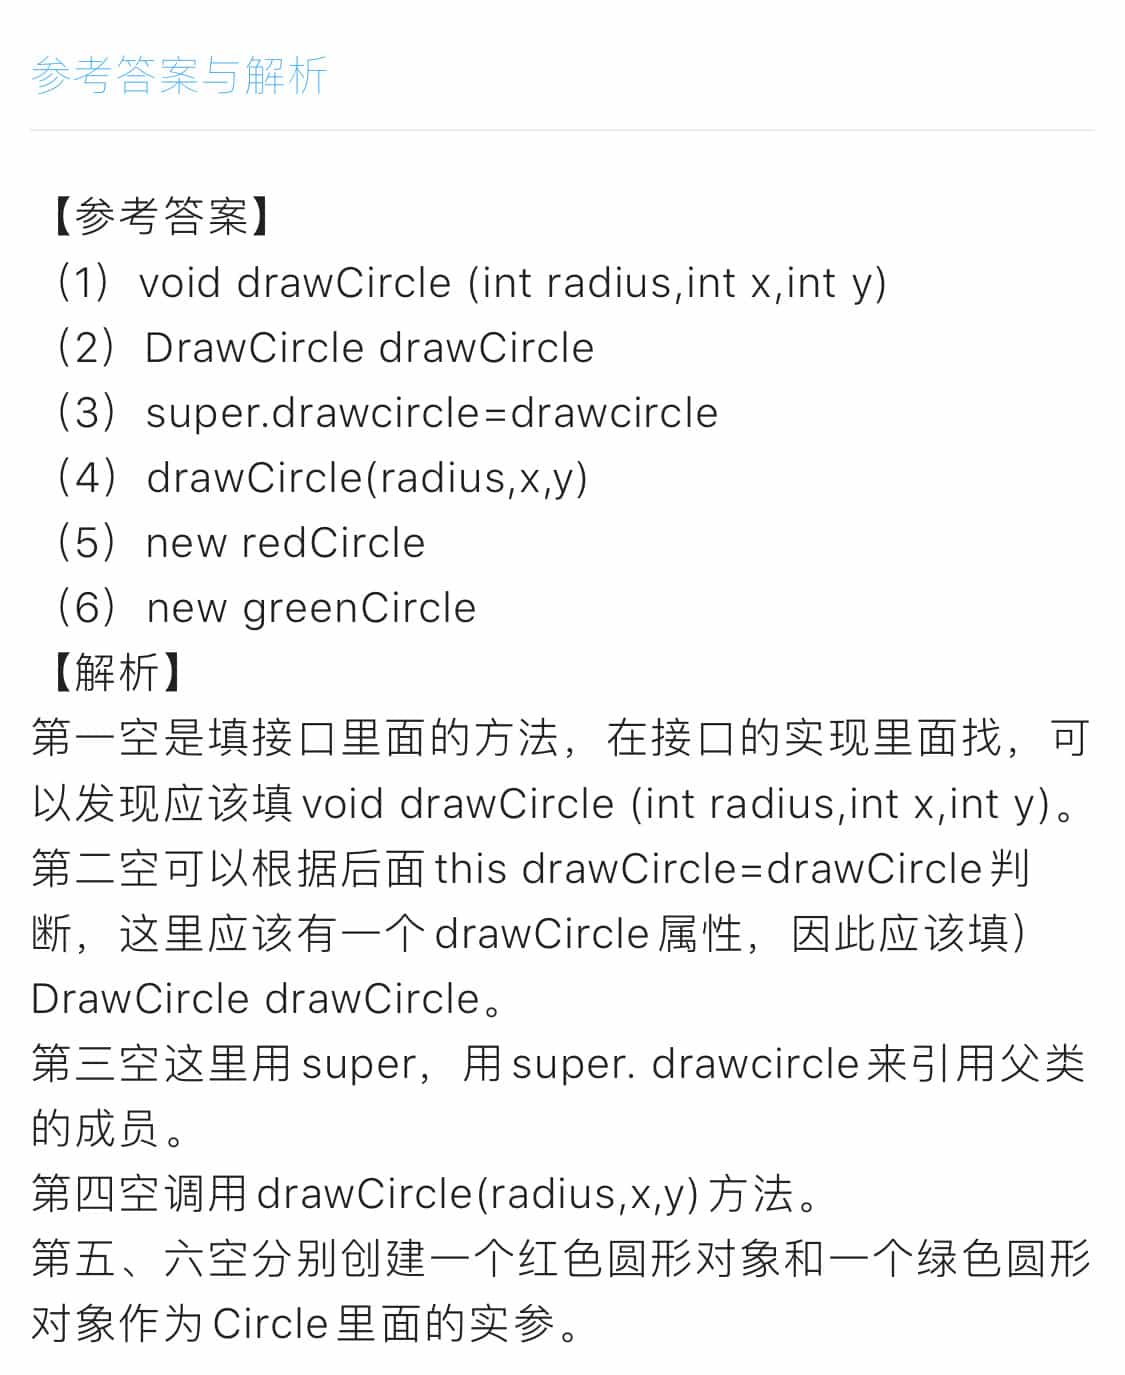 参考答案与解析
【参考答案】
（1）void drawCircle (int radius,int x,int y)
（2）DrawCircle drawCircle
（3）super.drawcircle=drawcircle
（4）drawCircle(radius,x,y)
（5）new redCircle
（6）new greenCircle
【解析】
第一空是填接口里面的方法，在接口的实现里面找，可
以发现应该填void drawCircle (int radius,int x,int y)。
第二空可以根据后面this drawCircle=drawCircle判
断，这里应该有一个drawCircle属性，因此应该填）
DrawCircle drawCircle。
第三空这里用super，用super. drawcircle来引用父类
的成员。
第四空调用drawCircle(radius,x,y)方法。
第五、六空分别创建一个红色圆形对象和一个绿色圆形
对象作为Circle里面的实参。